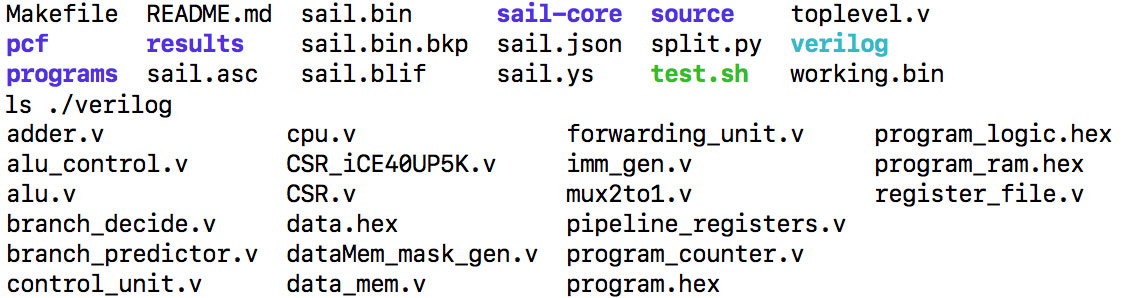 Makefile README.md sail.bin sail-core source toplevel.v
pcf results sail.bin.bkp sail.json split.py verilog
programs sail.asc sail.blif sail.ys test.sh working.bin
ls ./verilog
adder.v cpu.v forwarding_unit.v program_logic.hex
alu_control.v CSR_iCE40UP5K.v imm_gen.v program_ram.hex
alu.v CSR.v mux2to1.v register_file.v
branch_decide.v data.hex pipeline_registers.v
branch_predictor.v dataMem_mask_gen.v program_counter.v
control_unit.v data_mem.v program.hex